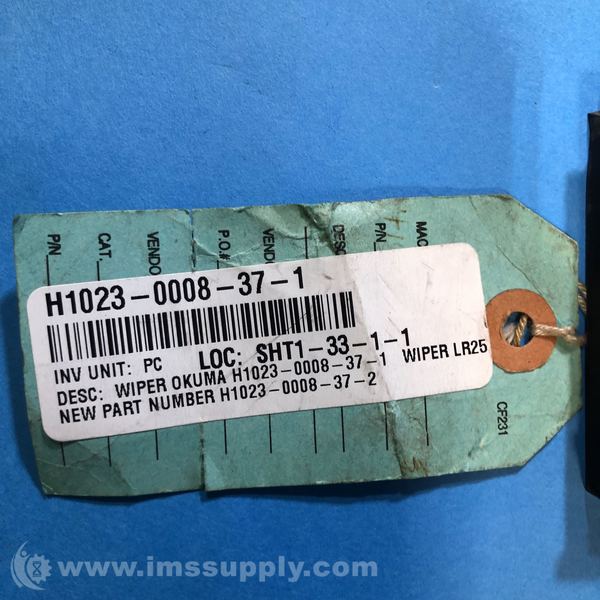 H1023-0008-37-1
INV UNIT: PC LOC: SHT1-33-1-1
DESC: WIPER OKUMA H1023-0008-37-1 WIPER LR25
NEW PART NUMBER H1023-0008-37-2
P/N
CAT.
VENDO
P.O.#
VEND
DESC
P/N
MAC
CF231
www.imssupply.com